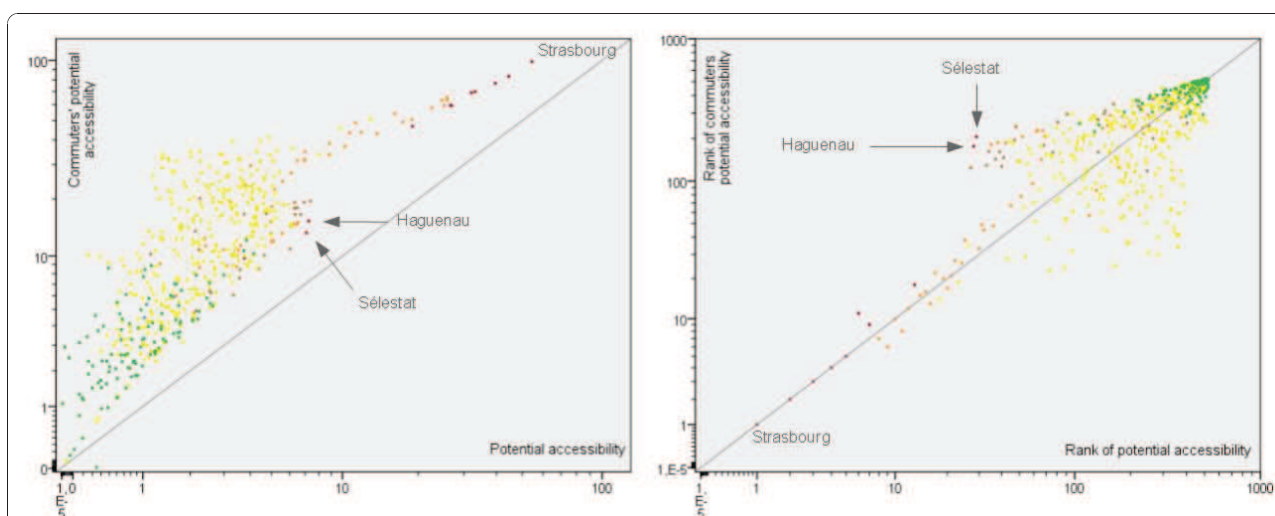 100
10
1
0
Commuters' potential
accessibility
Strasbourg
Haguenau
Sélestat
Potential accessibility
1,0
E-
5
1
10
100
1000
100
10
1
1.E-5
Rank of commuters
potential accessibility
Sélestat
Haguenau
Strasbourg
Rank of potential accessibility
1,
E-
5
1
10
100
1000